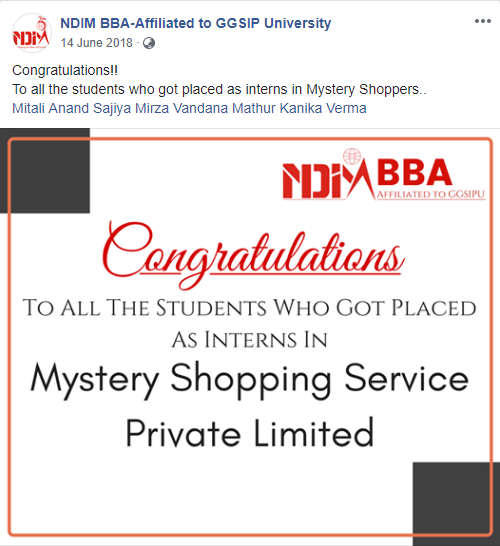 NDIM BBA-Affiliated to GGSIP University
14 June 2018 ·
Congratulations!!
To all the students who got placed as interns in Mystery Shoppers..
Mitali Anand Sajiya Mirza Vandana Mathur Kanika Verma
NDIM BBA
AFFILIATED TO GGSIPU
Congratulations
TO ALL THE STUDENTS WHO GOT PLACED
AS INTERNS IN
Mystery Shopping Service
Private Limited